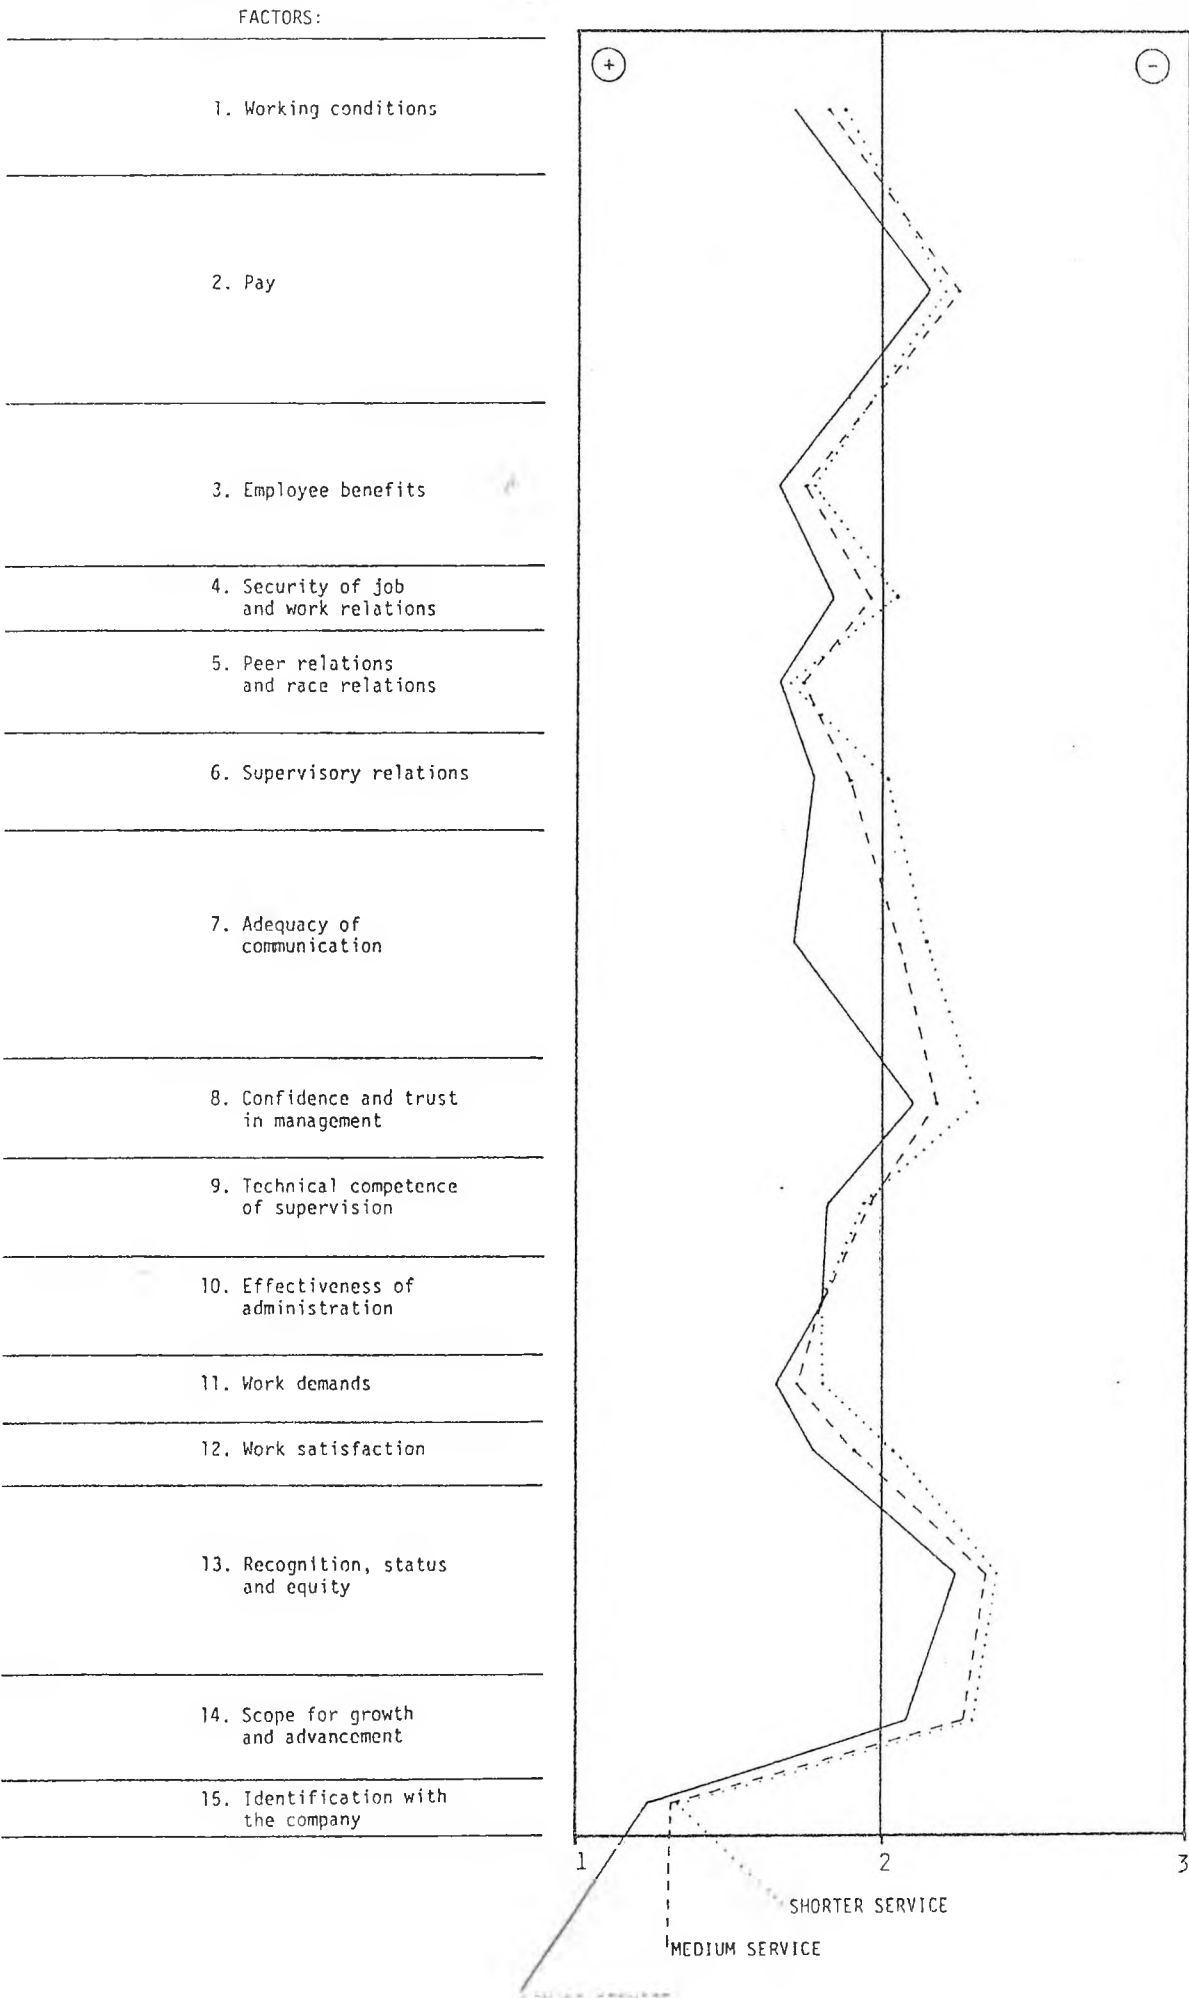 FACTORS:
+
-
1. Working conditions
2. Pay
3. Employee benefits
4. Security of job
and work relations
5. Peer relations
and race relations
6. Supervisory relations
7. Adequacy of
communication
8. Confidence and trust
in management
9. Technical competence
of supervision
10. Effectiveness of
administration
11. Work demands
12. Work satisfaction
13. Recognition, status
and equity
14. Scope for growth
and advancement
15. Identification with
the company
1 2 3
SHORTER SERVICE
MEDIUM SERVICE